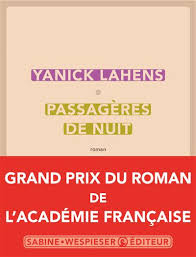 YANICK LAHENS
PASSAGÈRES
DE NUIT
roman
GRAND PRIX DU ROMAN
DE
L'ACADÉMIE FRANÇAISE
SABINE WESPIESER ÉDITEUR